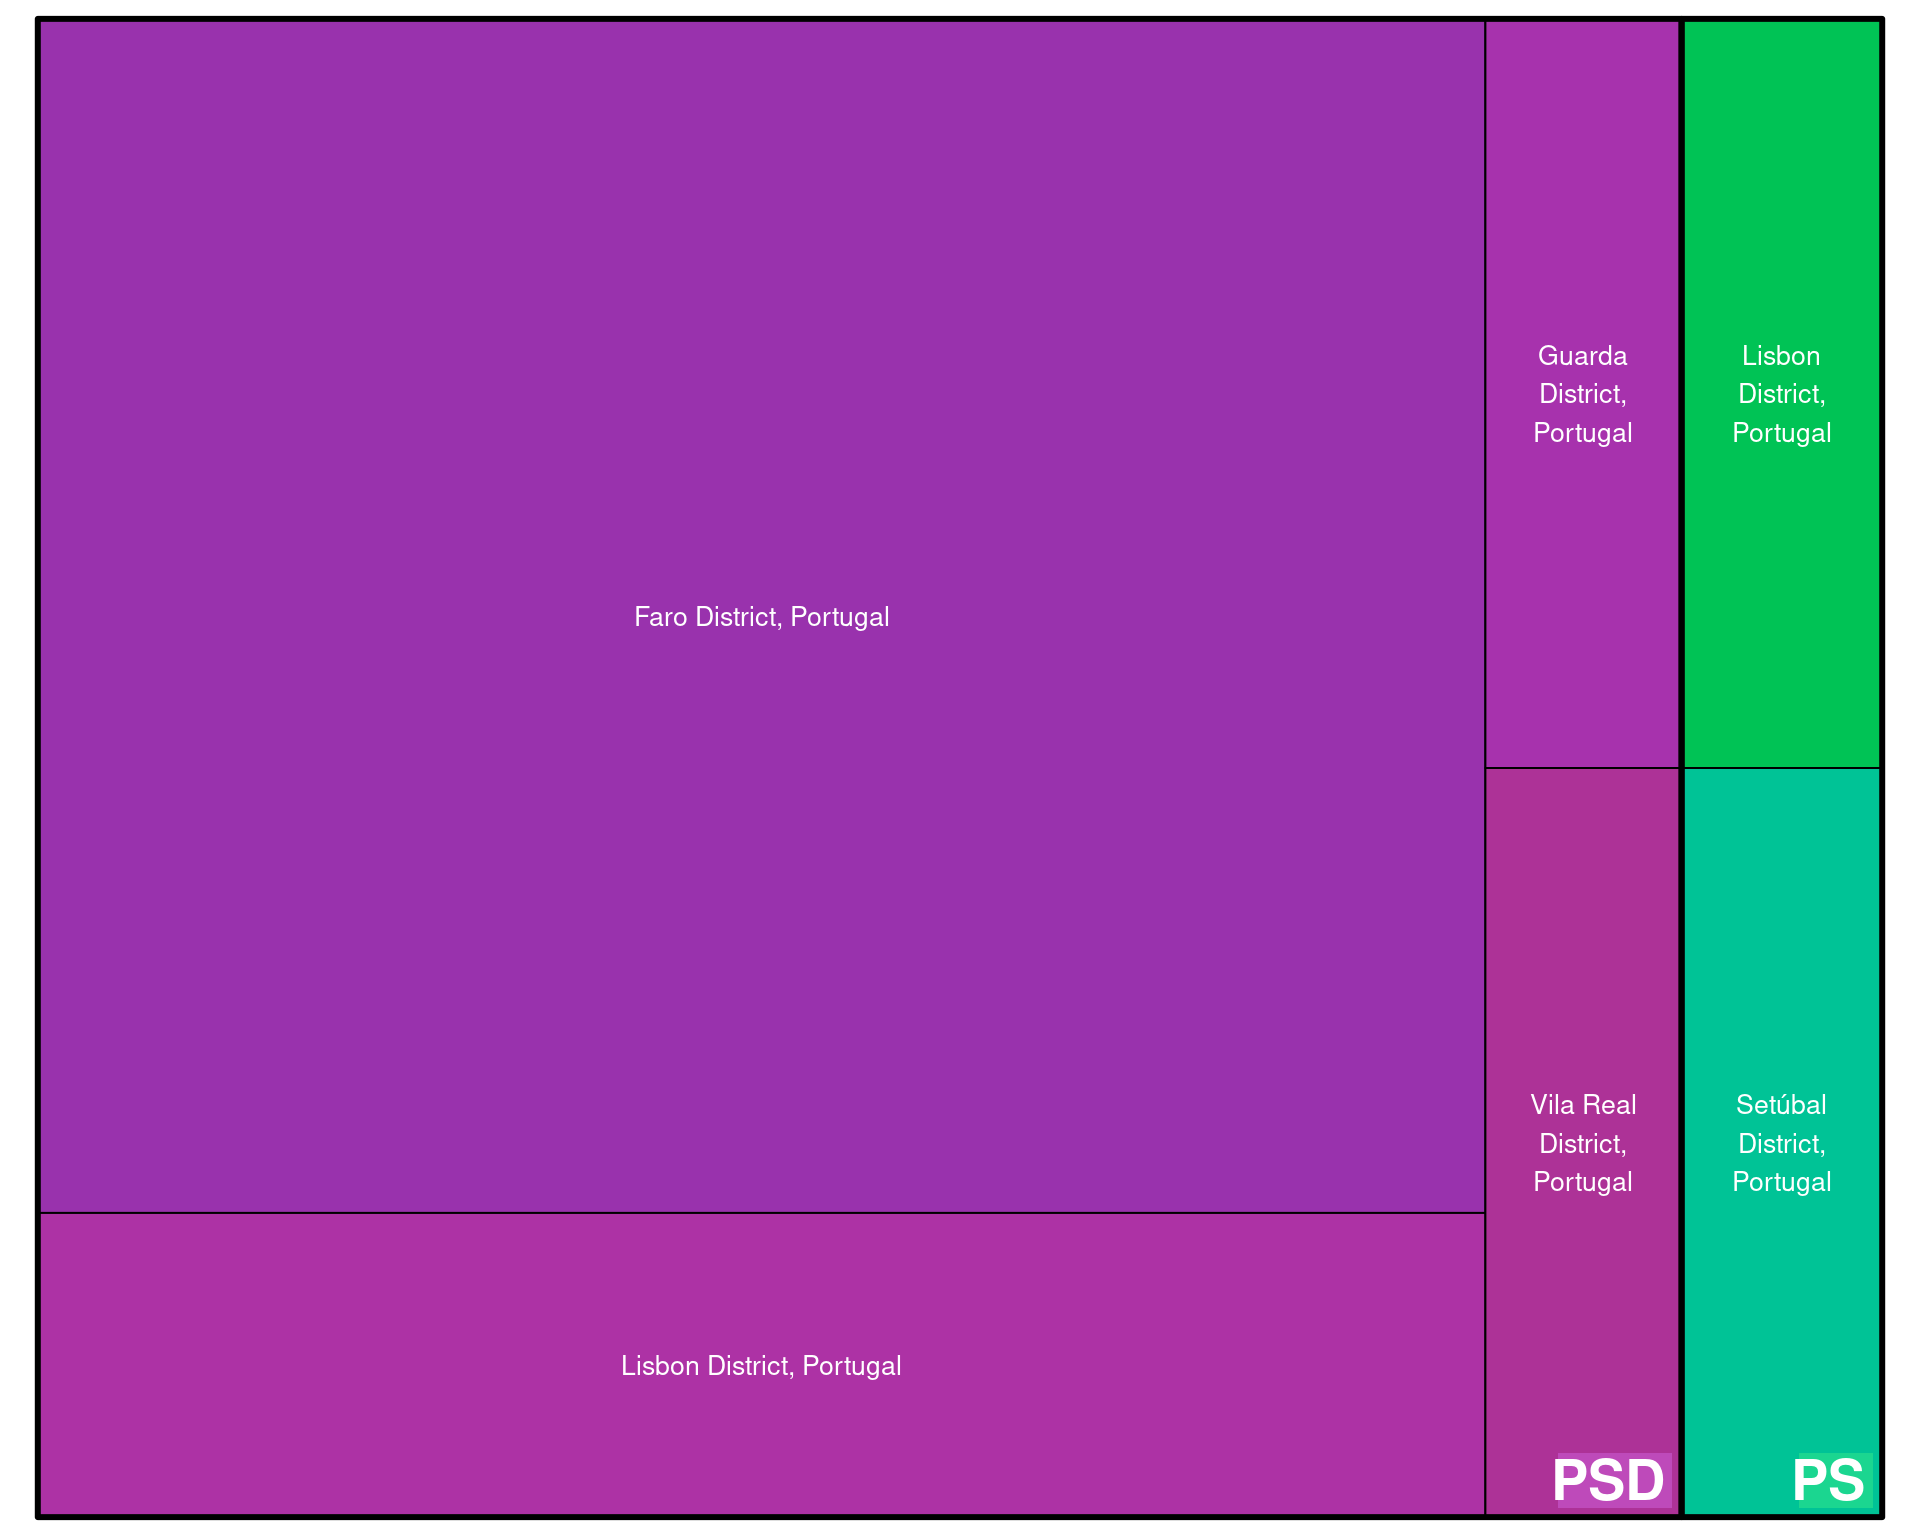 Faro District, Portugal
Lisbon District, Portugal
Guarda
District,
Portugal
Vila Real
District,
Portugal
PSD
Lisbon
District,
Portugal
Setúbal
District,
Portugal
PS